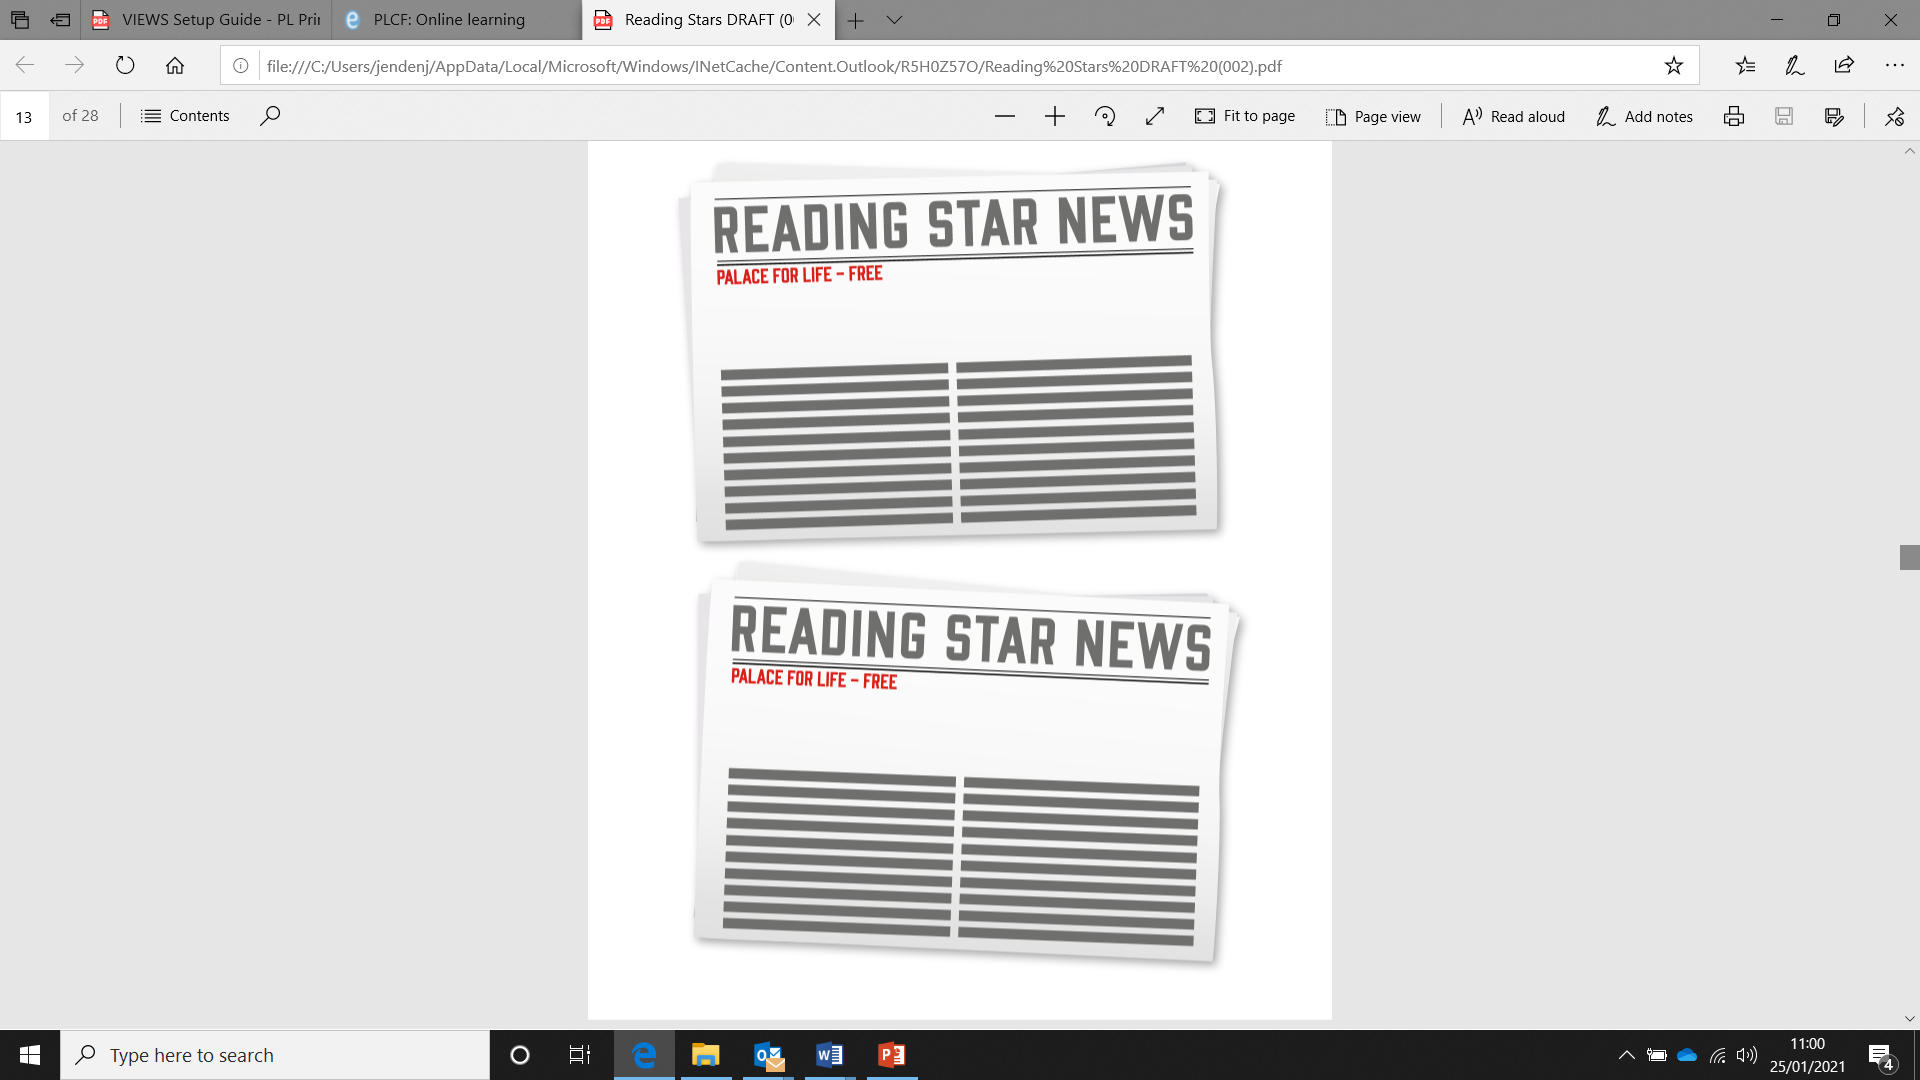 VIEWS Setup Guide - PL Pri
PLCF: Online learning
Reading Stars DRAFT (0
file:///C:/Users/jendenj/AppData/Local/Microsoft/Windows/INetCache/Content.Outlook/R5H0Z57O/Reading%20Stars%20DRAFT%20(002).pdf
13 of 28 Contents Fit to page Page view Read aloud Add notes
READING STAR NEWS
PALACE FOR LIFE – FREE
READING STAR NEWS
PALACE FOR LIFE – FREE
Type here to search
11:00
25/01/2021
4